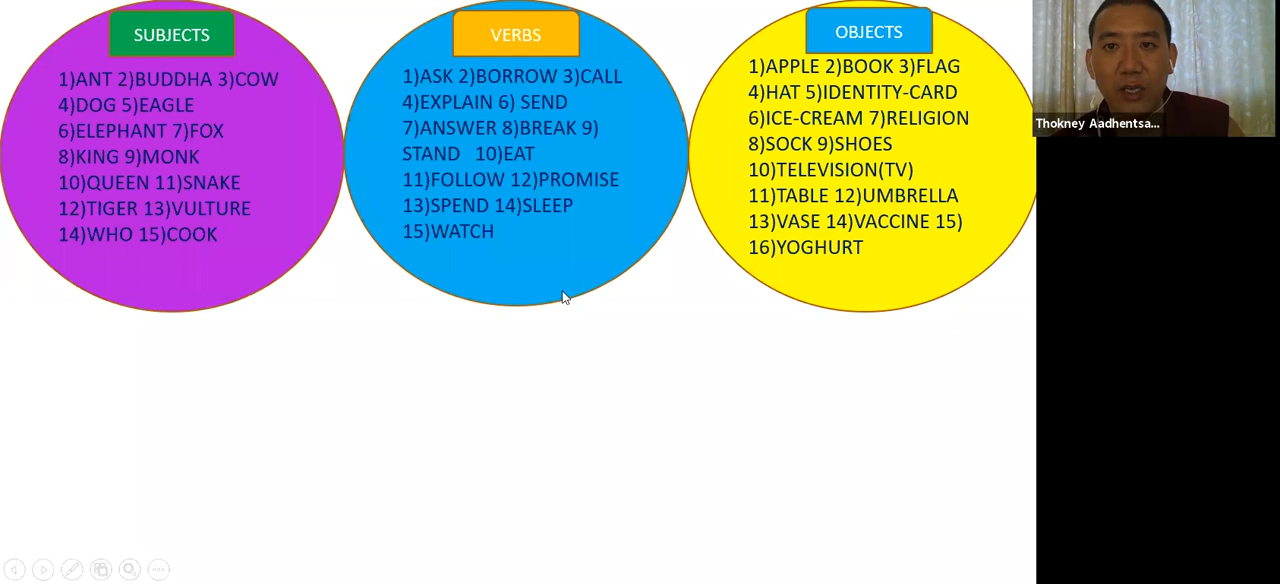 SUBJECTS
1)ANT 2)BUDDHA 3)COW
4)DOG 5)EAGLE
6)ELEPHANT 7)FOX
8)KING 9)MONK
10)QUEEN 11)SNAKE
12)TIGER 13)VULTURE
14)WHO 15)COOK
VERBS
1)ASK 2)BORROW 3)CALL
4)EXPLAIN 6) SEND
7)ANSWER 8)BREAK 9)
STAND 10)EAT
11)FOLLOW 12)PROMISE
13)SPEND 14)SLEEP
15)WATCH
OBJECTS
1)APPLE 2)BOOK 3)FLAG
4)HAT 5)IDENTITY-CARD
6)ICE-CREAM 7)RELIGION
8)SOCK 9)SHOES
10)TELEVISION(TV)
11)TABLE 12)UMBRELLA
13)VASE 14)VACCINE 15)
16)YOGHURT
Thokney Aadhentsa...